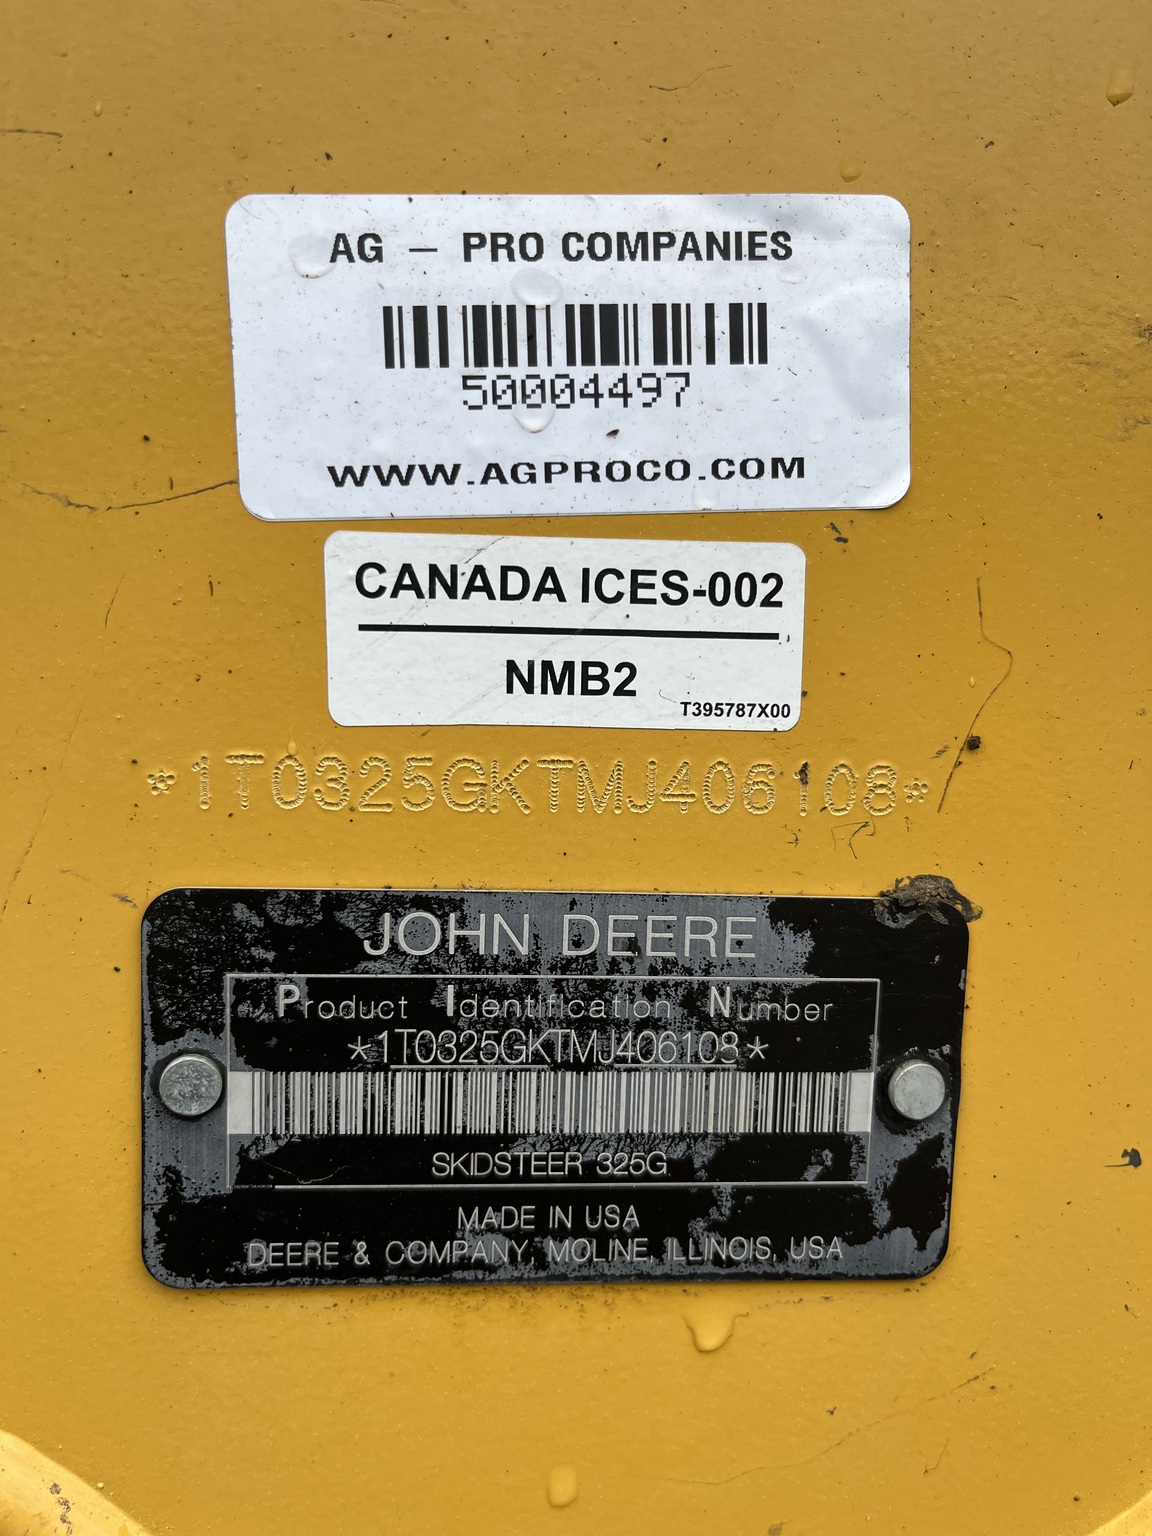 AG – PRO COMPANIES
50004497
WWW.AGPROCO.COM
CANADA ICES-002
NMB2
T395787X00
*1T0325GKTMJ406108*
JOHN DEERE
Product Identification Number
*1T0325GKTMJ406108*
SKIDSTEER 325G
MADE IN USA
DEERE & COMPANY, MOLINE, ILLINOIS, USA